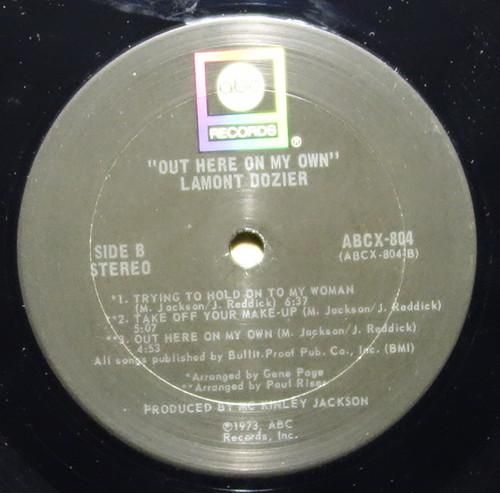 abc
RECORDS
®
"OUT HERE ON MY OWN"
LAMONT DOZIER
SIDE B
STEREO
ABCX-804
(ABCX-804-B)
*1. TRYING TO HOLD ON TO MY WOMAN
(M. Jackson/J. Reddick) 6:37
*2. TAKE OFF YOUR MAKE-UP (M. Jackson/J. Reddick)
5:07
**3. OUT HERE ON MY OWN (M. Jackson/J. Reddick)
4:53
All songs published by Bullitt.Proof Pub. Co., Inc. (BMI)
*Arranged by Gene Page
**Arranged by Paul Riser
PRODUCED BY MC KINLEY JACKSON
℗1973, ABC
Records, Inc.